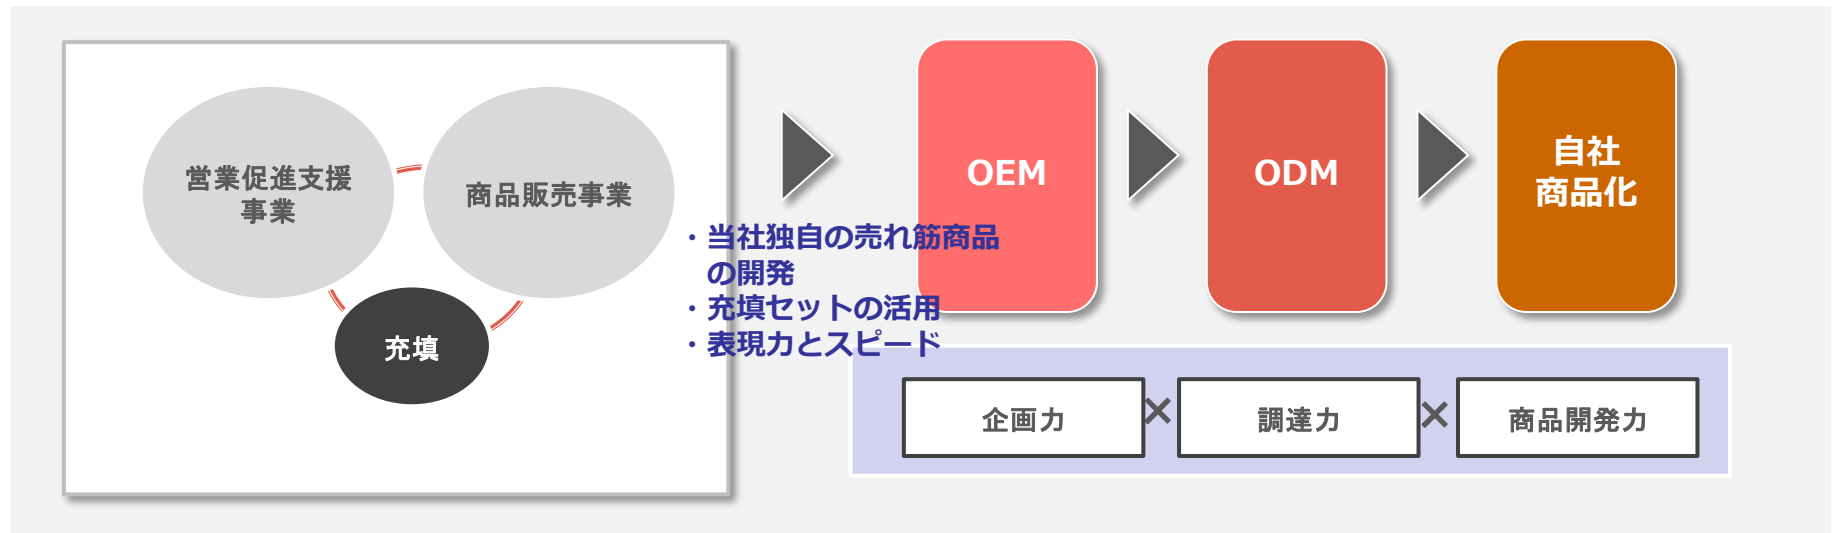 営業促進支援
事業
商品販売事業
充填
・当社独自の売れ筋商品
の開発
・充填セットの活用
・表現力とスピード
OEM
ODM
自社
商品化
企画力
×
調達力
×
商品開発力